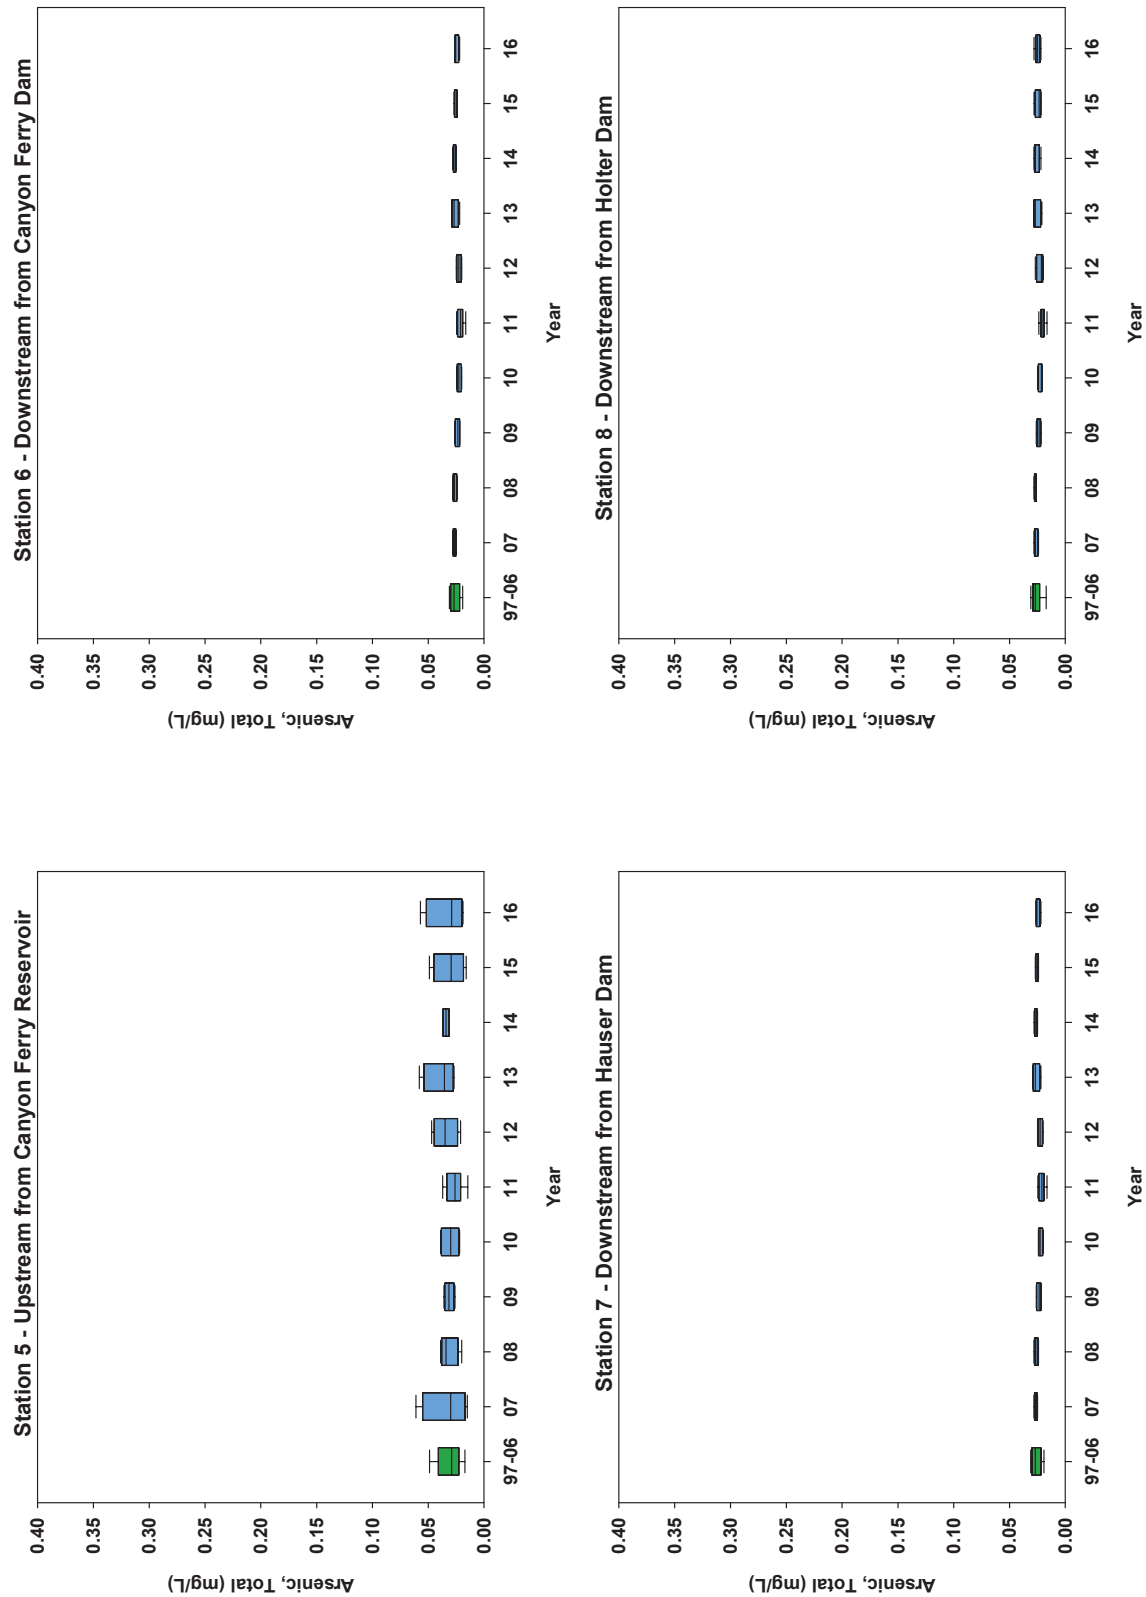 Station 5 - Upstream from Canyon Ferry Reservoir
Arsenic, Total (mg/L)
0.40
0.35
0.30
0.25
0.20
0.15
0.10
0.05
0.00
97-06 07 08 09 10 11 12 13 14 15 16
Year
Station 6 - Downstream from Canyon Ferry Dam
Arsenic, Total (mg/L)
0.40
0.35
0.30
0.25
0.20
0.15
0.10
0.05
0.00
97-06 07 08 09 10 11 12 13 14 15 16
Year
Station 7 - Downstream from Hauser Dam
Arsenic, Total (mg/L)
0.40
0.35
0.30
0.25
0.20
0.15
0.10
0.05
0.00
97-06 07 08 09 10 11 12 13 14 15 16
Year
Station 8 - Downstream from Holter Dam
Arsenic, Total (mg/L)
0.40
0.35
0.30
0.25
0.20
0.15
0.10
0.05
0.00
97-06 07 08 09 10 11 12 13 14 15 16
Year